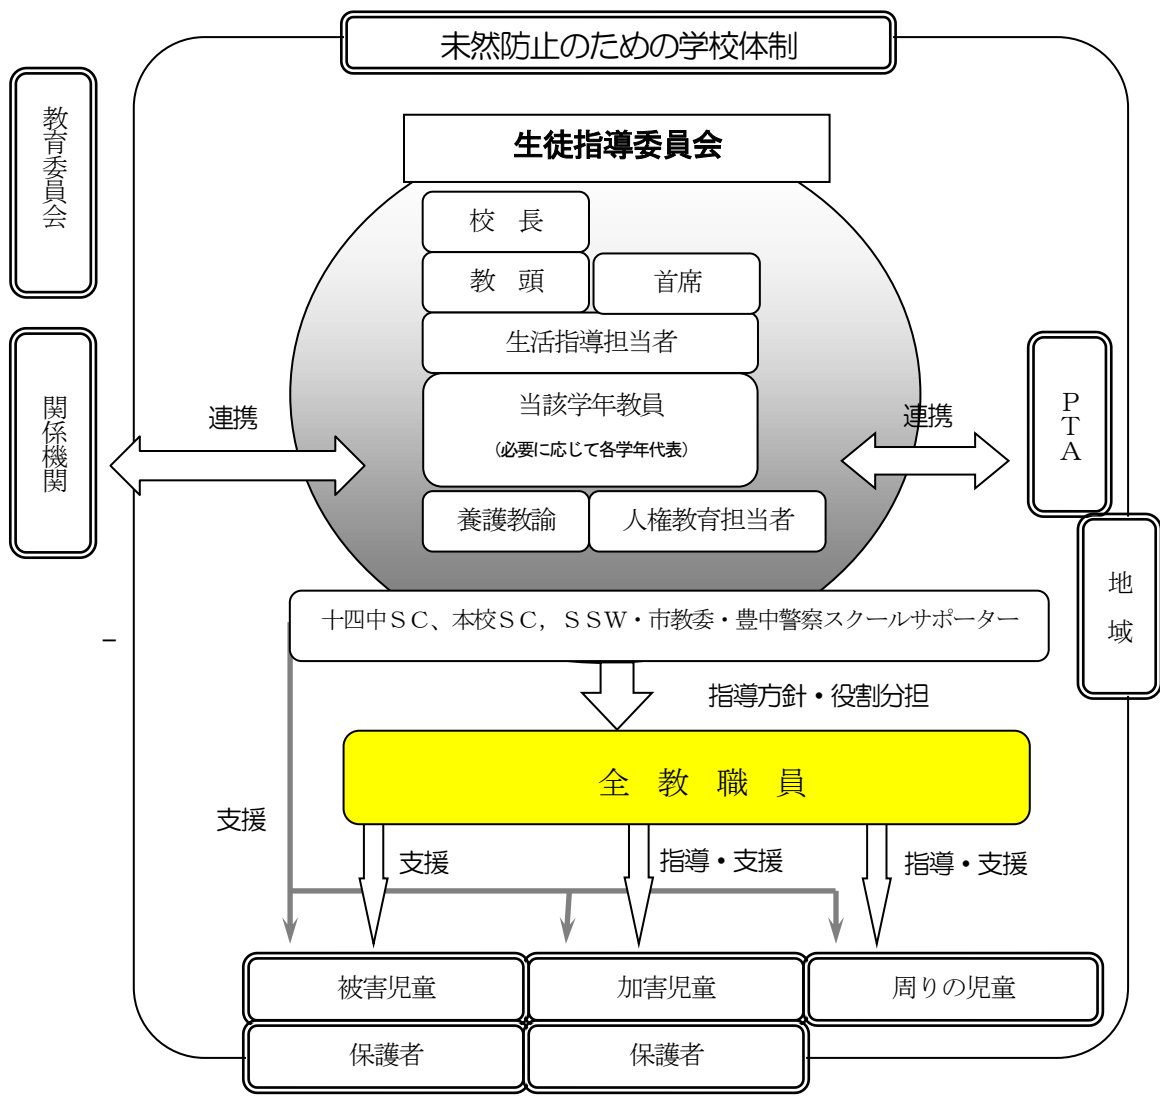 未然防止のための学校体制
教育委員会
生徒指導委員会
校　長
教　頭
首席
生活指導担当者
当該学年教員
（必要に応じて各学年代表）
養護教諭
人権教育担当者
関係機関
連携
連携
ＰＴＡ
地域
十四中ＳＣ、本校ＳＣ，ＳＳＷ・市教委・豊中警察スクールサポーター
指導方針・役割分担
全　教　職　員
支援
支援
指導・支援
指導・支援
被害児童
加害児童
周りの児童
保護者
保護者